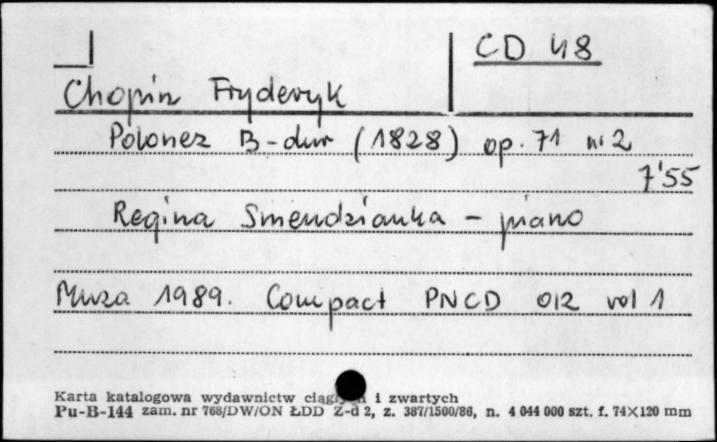 CD 48
Chopin Fryderyk
Polonez B-dur (1828) op. 71 nr 2
7'55
Regina Smendzianka - piano
Muza 1989. Compact PNCD 012 vol 1
Karta katalogowa wydawnictw ciągłych i zwartych
Pu-B-144 zam. nr 768/DW/ON ŁDD Z-d 2, z. 387/1500/86, n. 4 044 000 szt. f. 74X120 mm